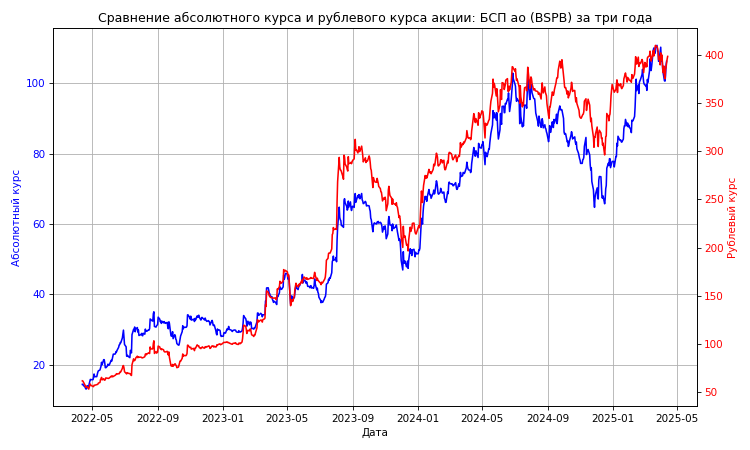 Сравнение абсолютного курса и рублевого курса акции: БСП ао (BSPB) за три года
Абсолютный курс
100
80
60
40
20
Рублевый курс
400
350
300
250
200
150
100
50
2022-05 2022-09 2023-01 2023-05 2023-09 2024-01 2024-05 2024-09 2025-01 2025-05
Дата